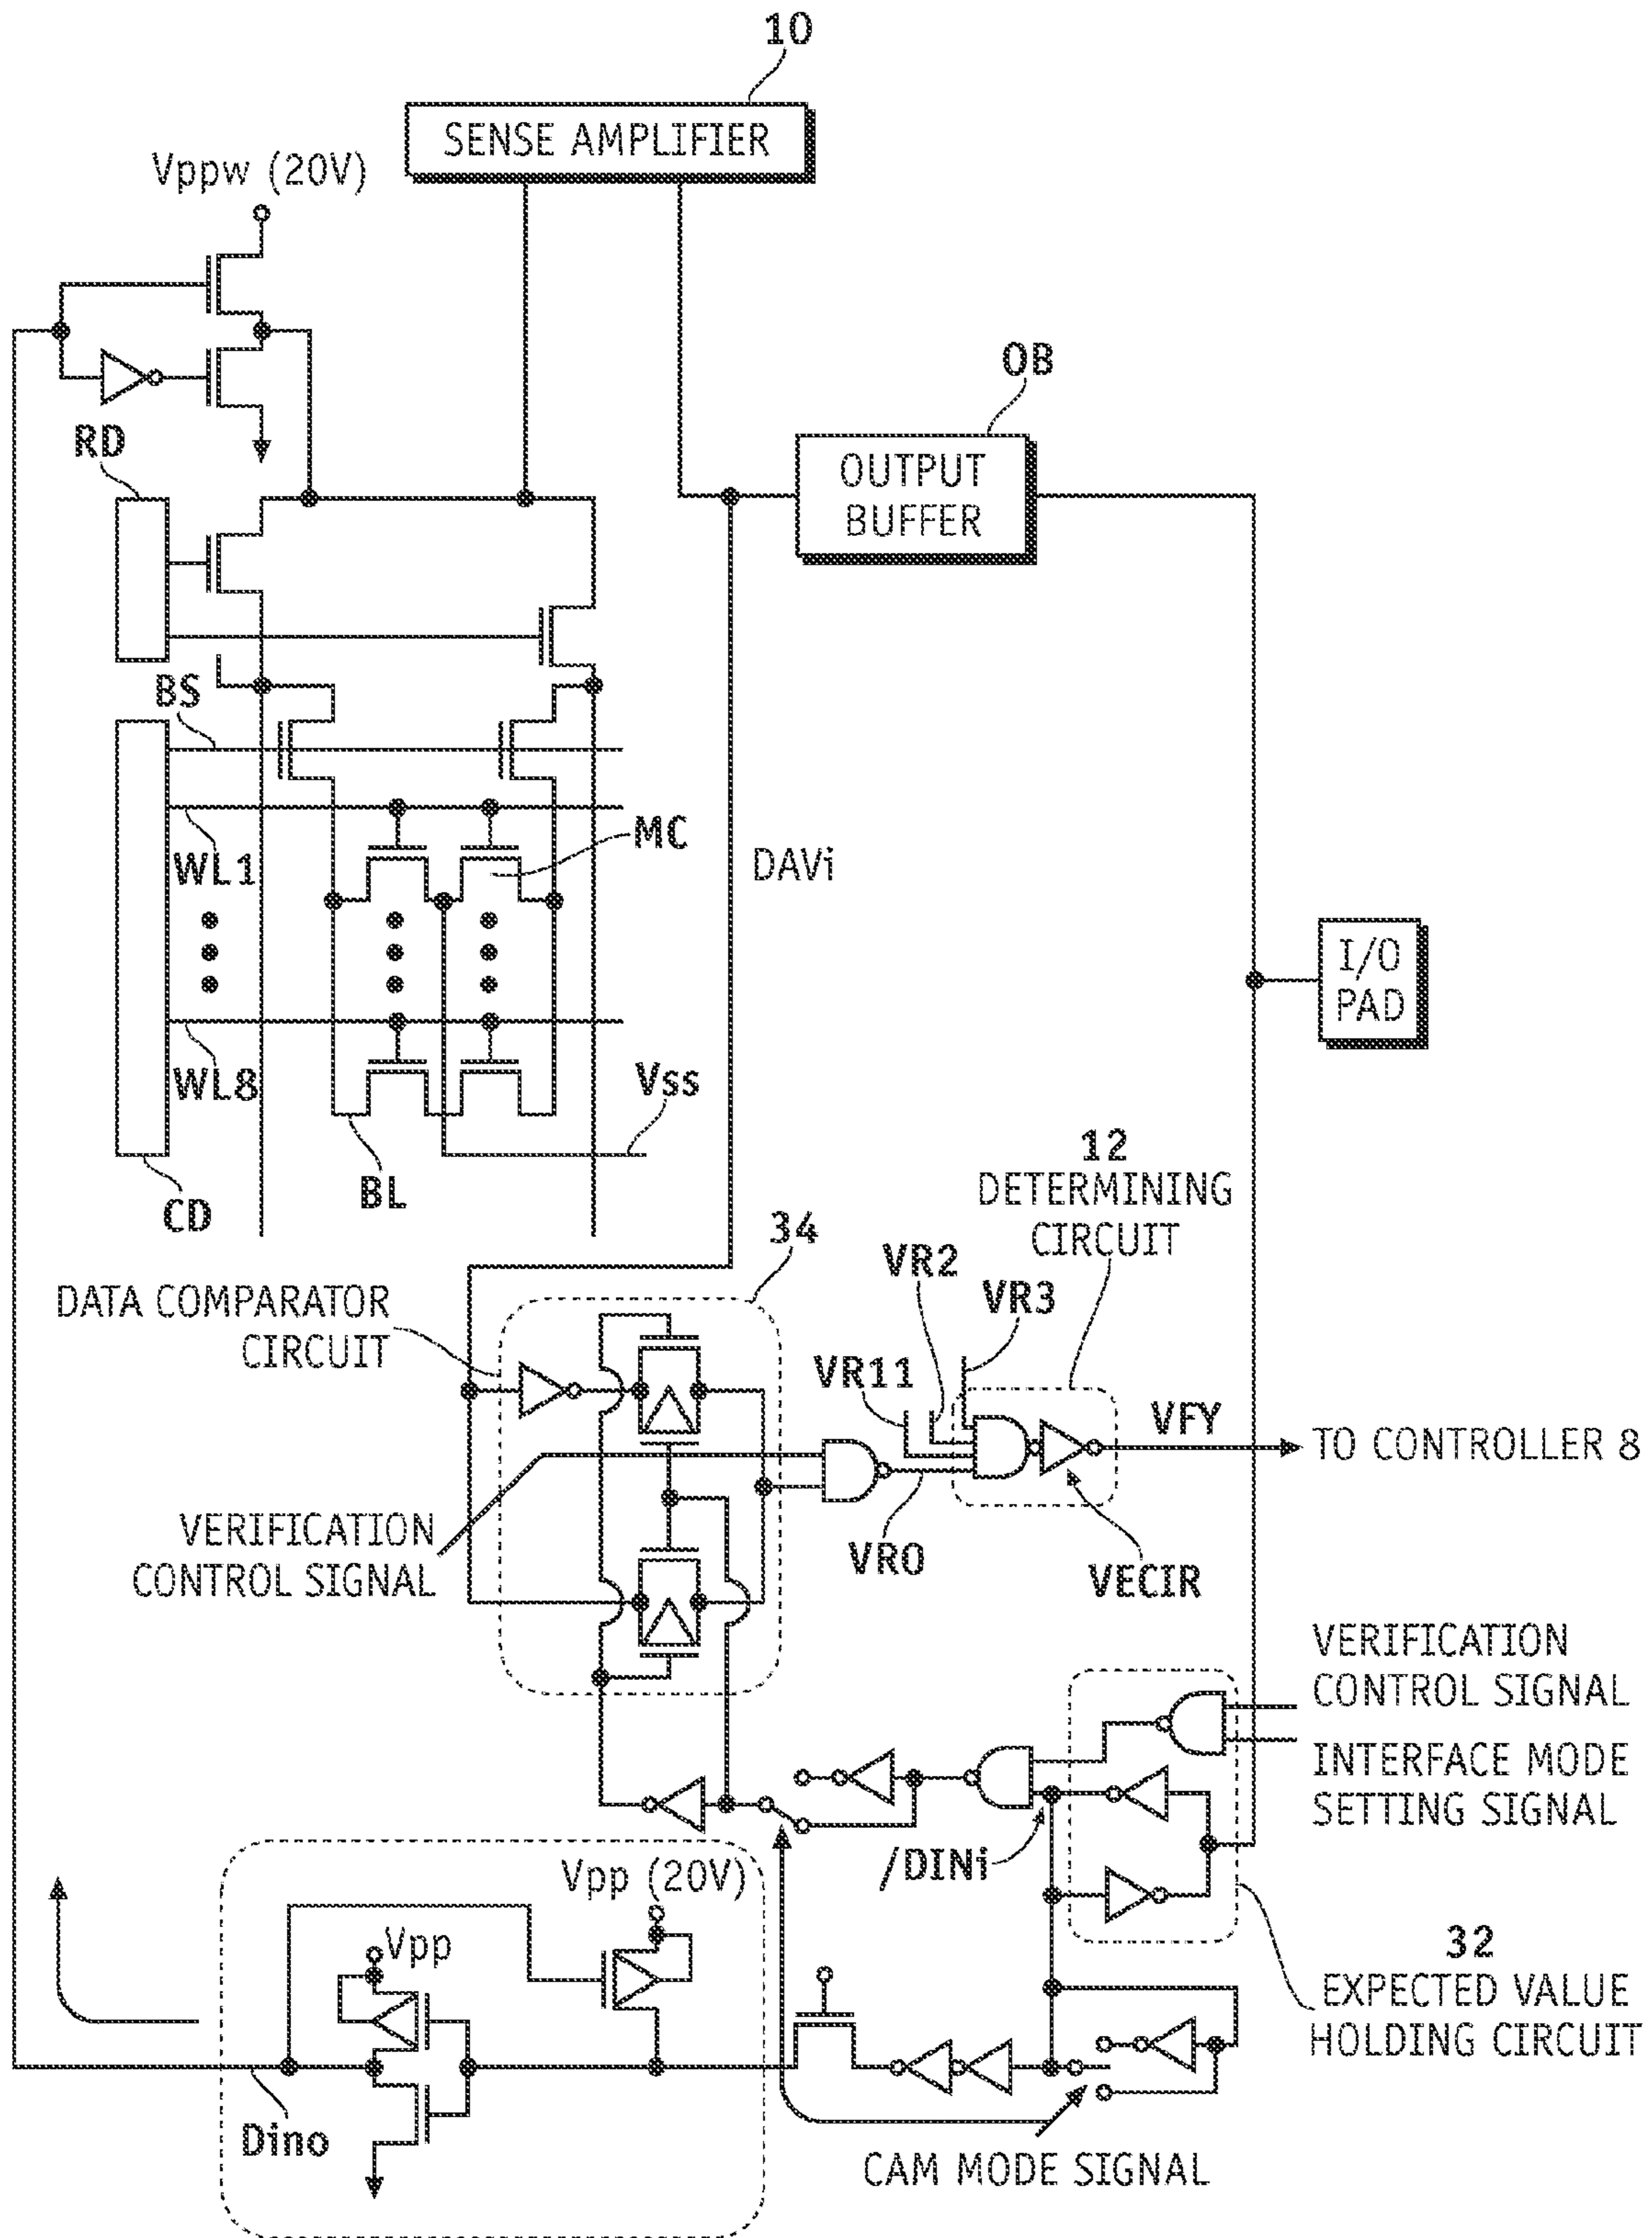 10
SENSE AMPLIFIER
Vppw (20V)
OB
OUTPUT
BUFFER
RD
BS
MC
WL1
DAVi
I/O
PAD
WL8
Vss
BL
CD
12
DETERMINING
CIRCUIT
34
VR2
VR3
DATA COMPARATOR
CIRCUIT
VR11
VFY
TO CONTROLLER 8
VERIFICATION
CONTROL SIGNAL
VR0
VECIR
VERIFICATION
CONTROL SIGNAL
INTERFACE MODE
SETTING SIGNAL
/DINi
Vpp (20V)
Vpp
32
EXPECTED VALUE
HOLDING CIRCUIT
Dino
CAM MODE SIGNAL